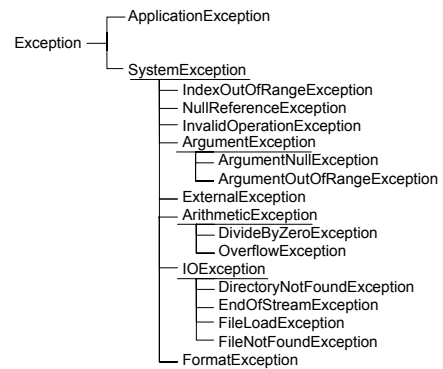 ApplicationException
Exception
SystemException
IndexOutOfRangeException
NullReferenceException
InvalidOperationException
ArgumentException
ArgumentNullException
ArgumentOutOfRangeException
ExternalException
ArithmeticException
DivideByZeroException
OverflowException
IOException
DirectoryNotFoundException
EndOfStreamException
FileLoadException
FileNotFoundException
FormatException